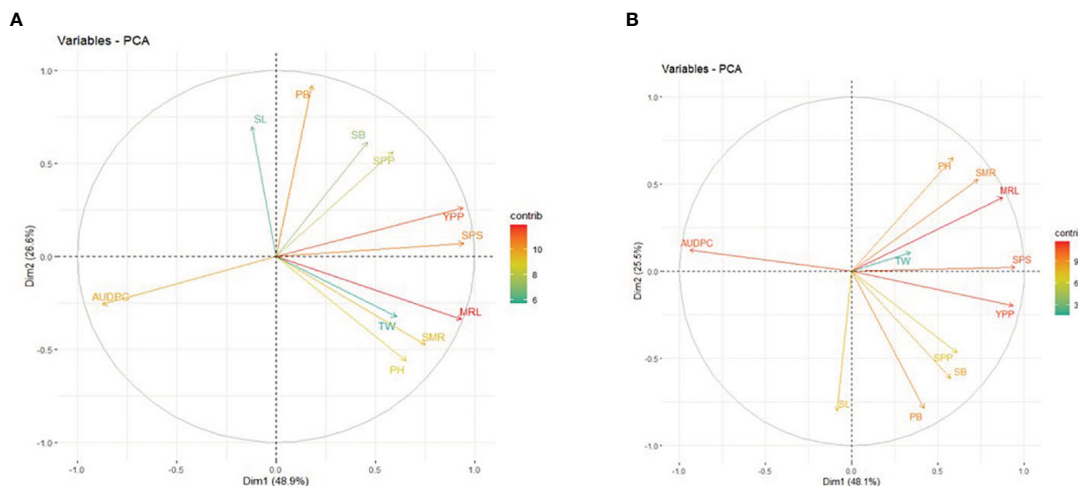 A
Variables - PCA
1.0
0.5
0.0
-0.5
-1.0
Dim2 (26.6%)
PB
SL
SB
SPP
YPP
SPS
AUDPC
MRL
TW
SMR
PH
-1.0 -0.5 0.0 0.5 1.0
Dim1 (48.9%)
contrib
10
8
6
B
Variables - PCA
1.0
0.5
0.0
-0.5
-1.0
Dim2 (25.5%)
PH
SMR
MRL
AUDPC
TW
SPS
YPP
SPP
SB
SL
PB
-1.0 -0.5 0.0 0.5 1.0
Dim1 (48.1%)
contri
9
6
3